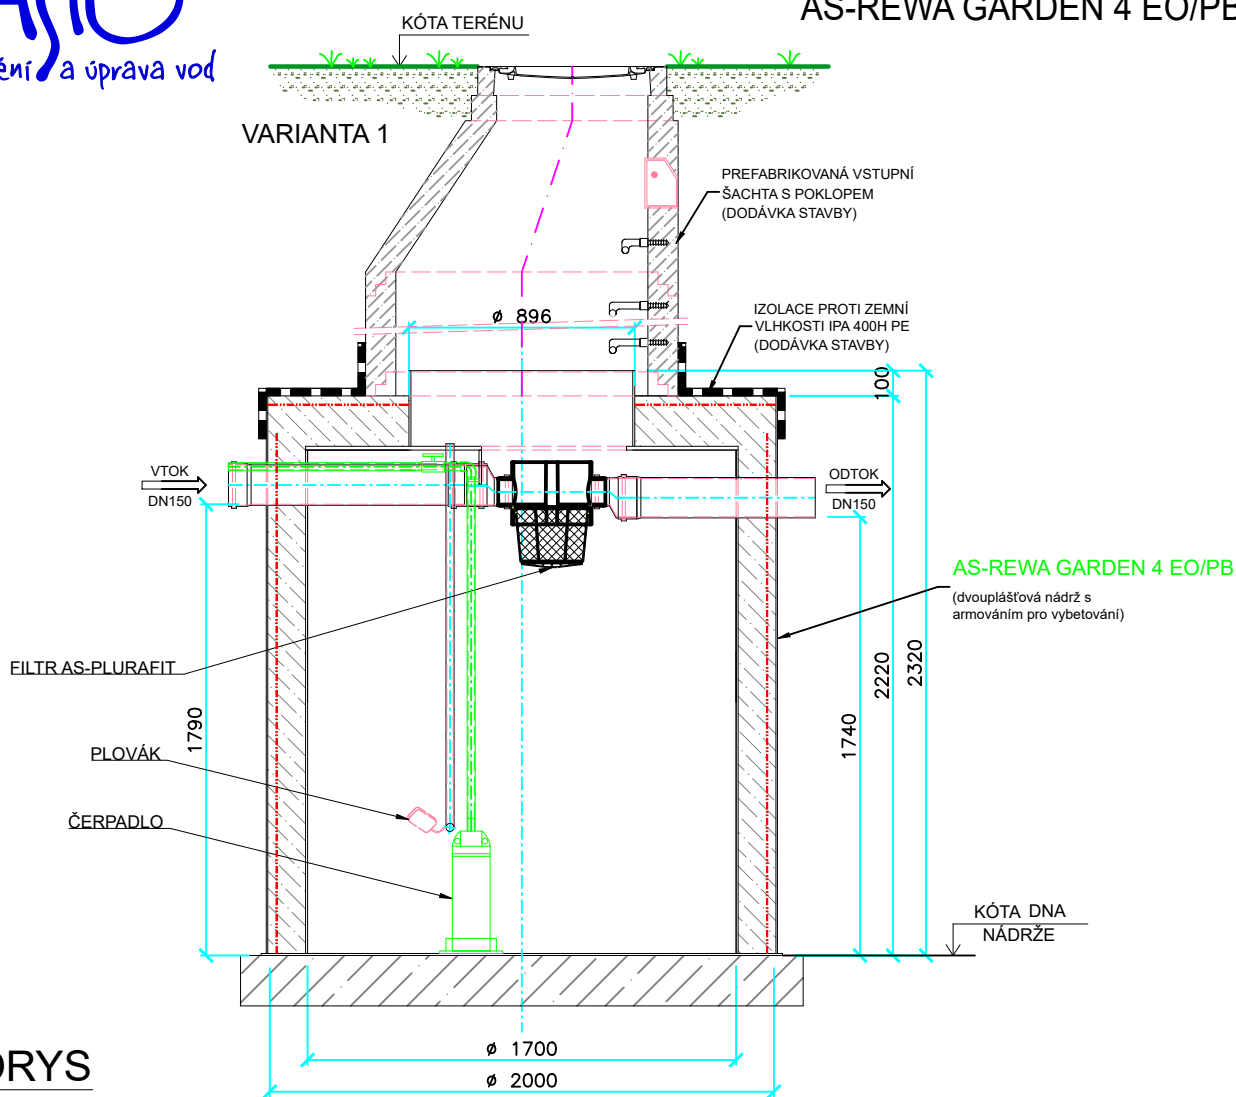 AS-REWA GARDEN 4 EO/PB
KÓTA TERÉNU
a úprava vod
VARIANTA 1
PREFABRIKOVANÁ VSTUPNÍ
ŠACHTA S POKLOPEM
(DODÁVKA STAVBY)
IZOLACE PROTI ZEMNÍ
VLHKOSTI IPA 400H PE
(DODÁVKA STAVBY)
ø 896
100
VTOK
DN150
ODTOK
DN150
AS-REWA GARDEN 4 EO/PB
(dvouplášťová nádrž s
armováním pro vybetování)
FILTR AS-PLURAFIT
1790
2220
2320
1740
PLOVÁK
ČERPADLO
KÓTA DNA
NÁDRŽE
ø 1700
ø 2000